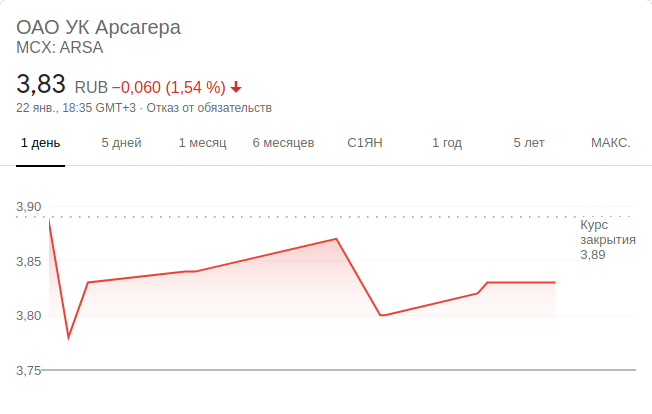 ОАО УК Арсагера
MCX: ARSA
3,83 RUB −0,060 (1,54 %)
22 янв., 18:35 GMT+3 · Отказ от обязательств
1 день 5 дней 1 месяц 6 месяцев С1ЯН 1 год 5 лет МАКС.
3,90
Курс
закрытия
3,89
3,85
3,80
3,75